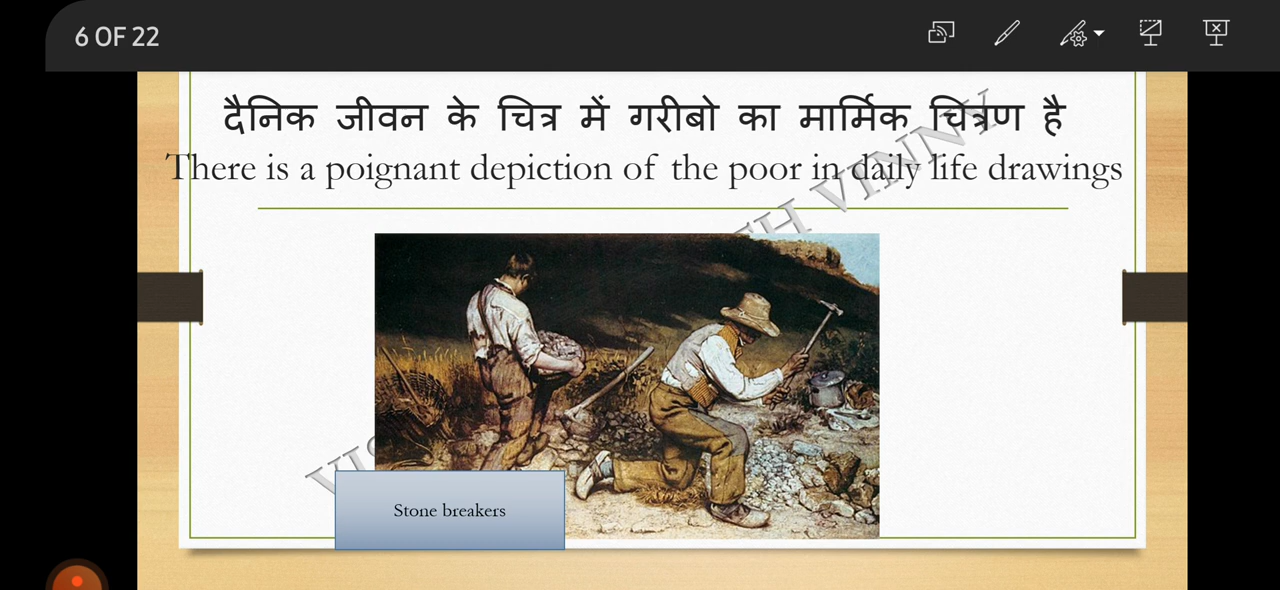 6 OF 22
दैनिक जीवन के चित्र में गरीबो का मार्मिक चित्रण है
There is a poignant depiction of the poor in daily life drawings
VINNY
Stone breakers